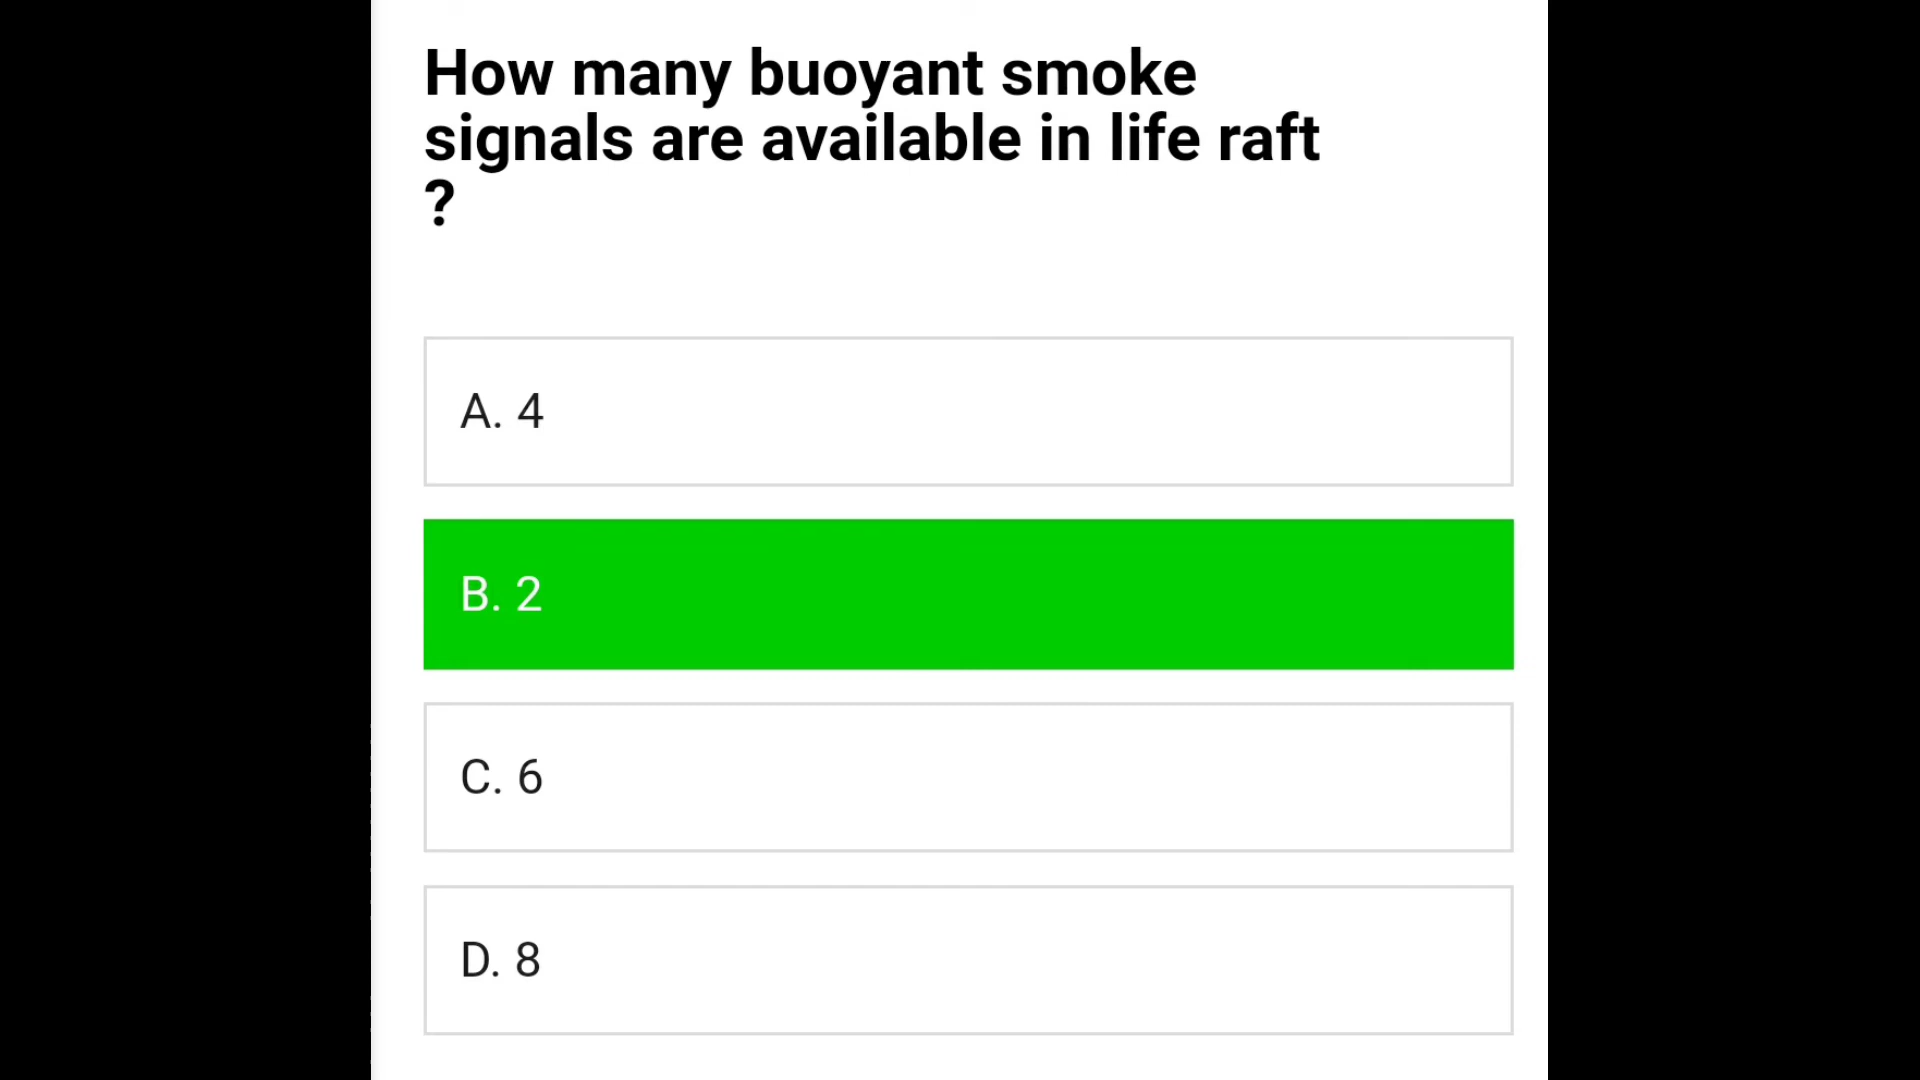 How many buoyant smoke
signals are available in life raft
?
A. 4
B. 2
C. 6
D. 8